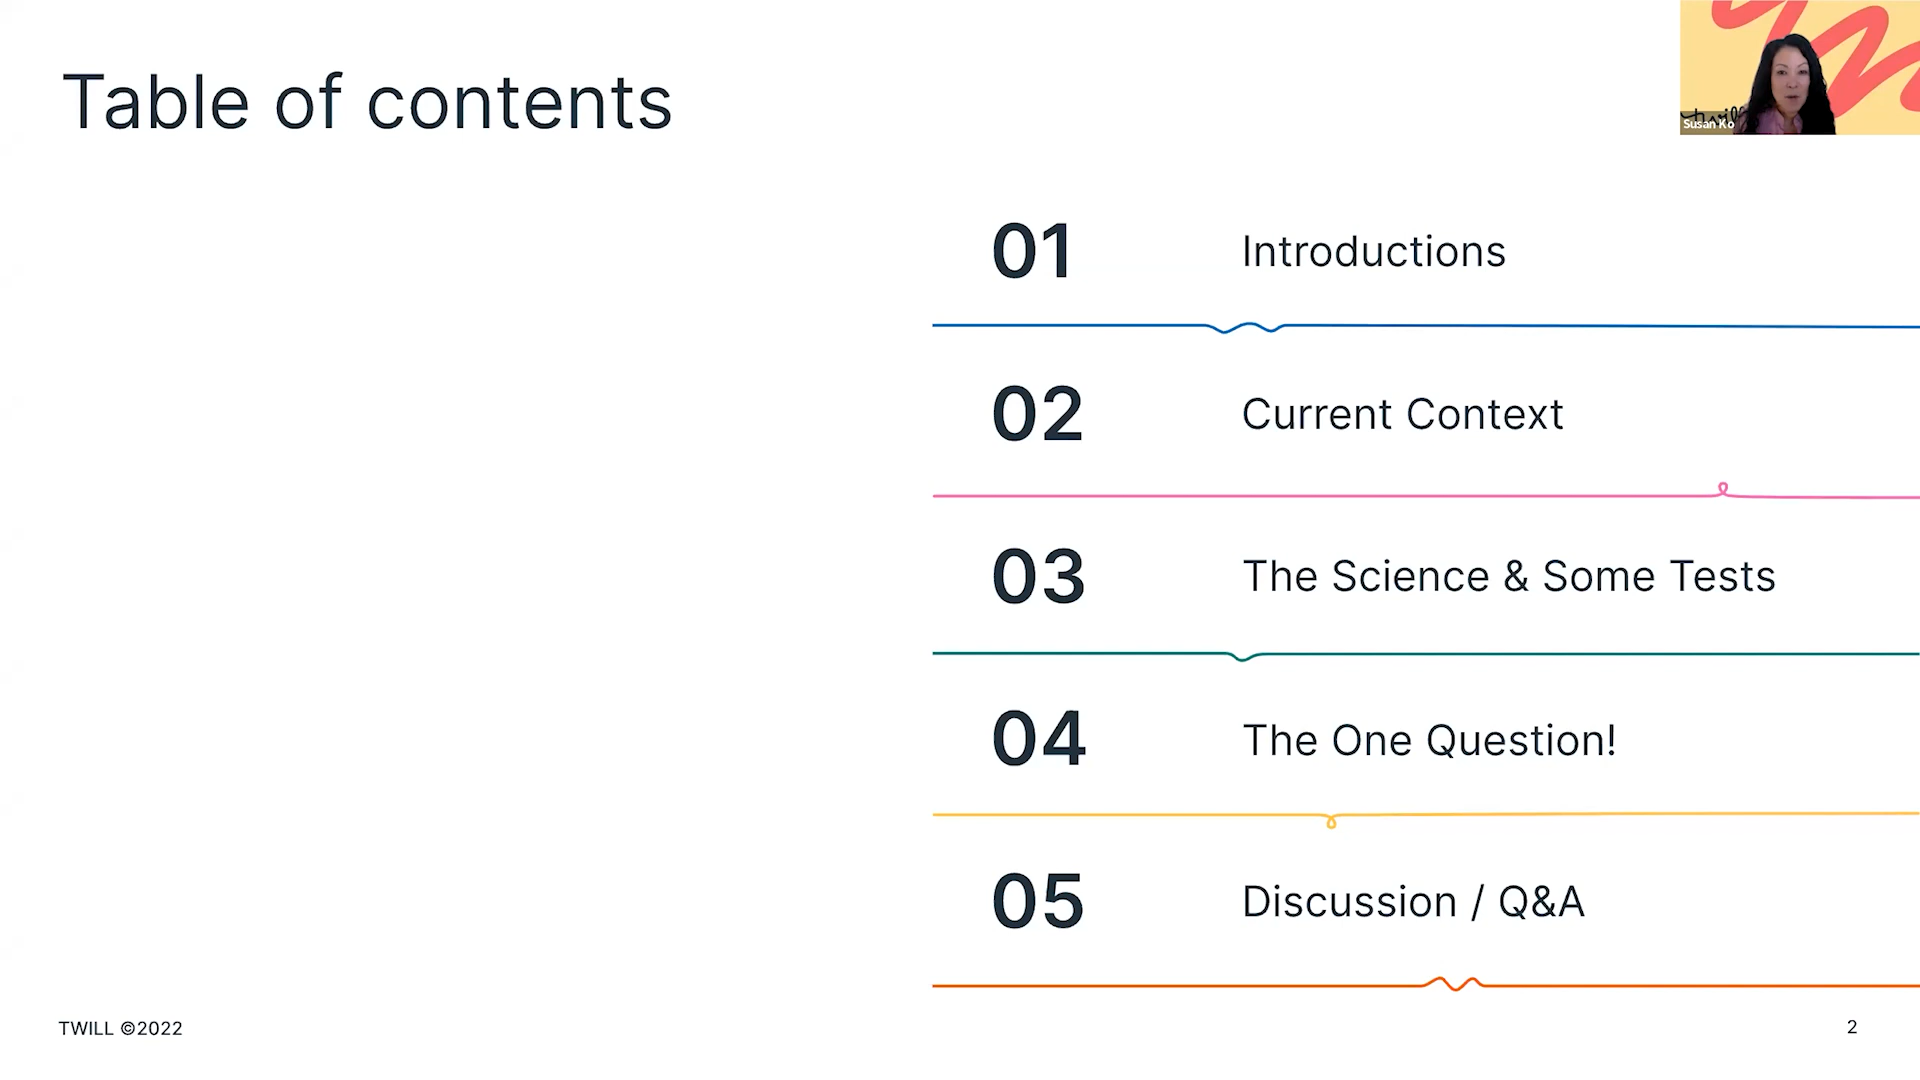 Table of contents
twill
Susan Ko
01 Introductions
02 Current Context
03 The Science & Some Tests
04 The One Question!
05 Discussion / Q&A
TWILL ©2022
2